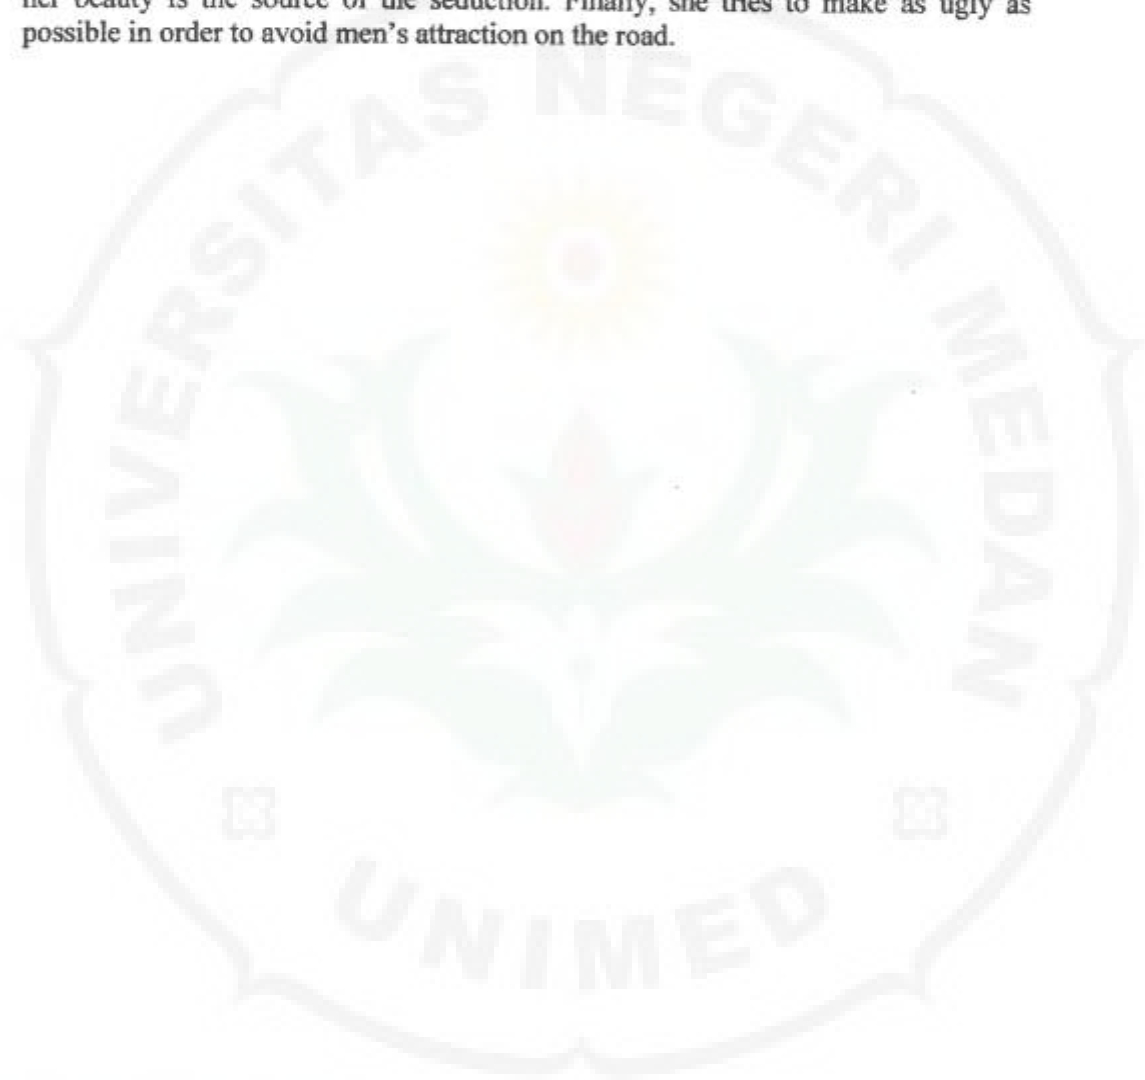 her beauty is the source of the seduction. Finally, she tries to make as ugly as
possible in order to avoid men's attraction on the road.
UNIVERSITAS NEGERI MEDAN
UNIMED